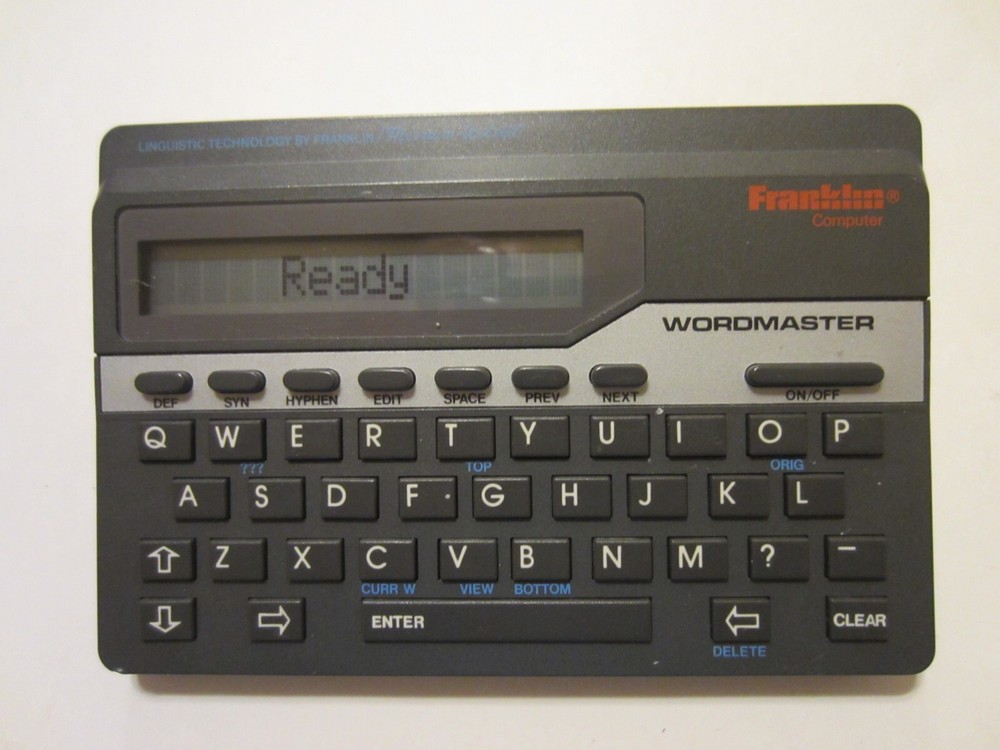 LINGUISTIC TECHNOLOGY BY FRANKLIN
Franklin®
Computer
Ready
WORDMASTER
DEF SYN HYPHEN EDIT SPACE PREV NEXT ON/OFF
Q W E R T Y U I O P
??? TOP ORIG
A S D F G H J K L
⇧ Z X C V B N M ? –
CURR W VIEW BOTTOM
⇩ ⇨ ENTER ⇦ CLEAR
DELETE